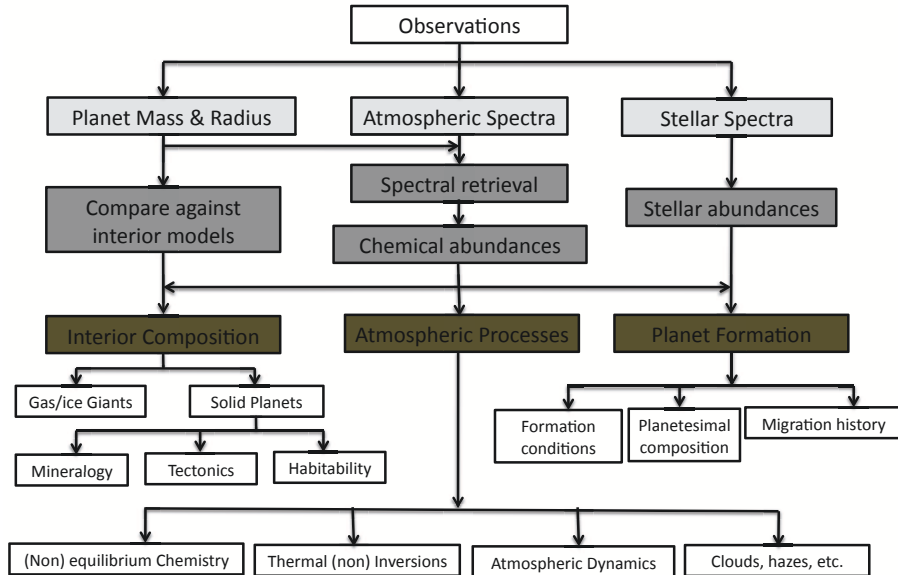 Observations
Planet Mass & Radius
Atmospheric Spectra
Stellar Spectra
Spectral retrieval
Compare against
interior models
Stellar abundances
Chemical abundances
Interior Composition
Atmospheric Processes
Planet Formation
Gas/ice Giants
Solid Planets
Formation
conditions
Planetesimal
composition
Migration history
Mineralogy
Tectonics
Habitability
(Non) equilibrium Chemistry
Thermal (non) Inversions
Atmospheric Dynamics
Clouds, hazes, etc.